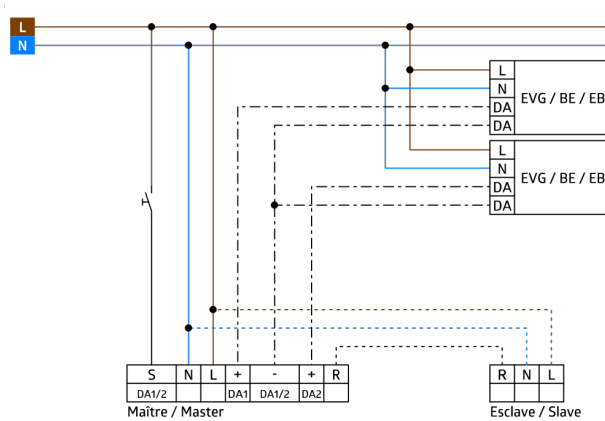 L
N
L
N
DA
DA
EVG / BE / EB
L
N
DA
DA
EVG / BE / EB
S N L + - + R
DA1/2 DA1 DA1/2 DA2
Maître / Master
R N L
Esclave / Slave